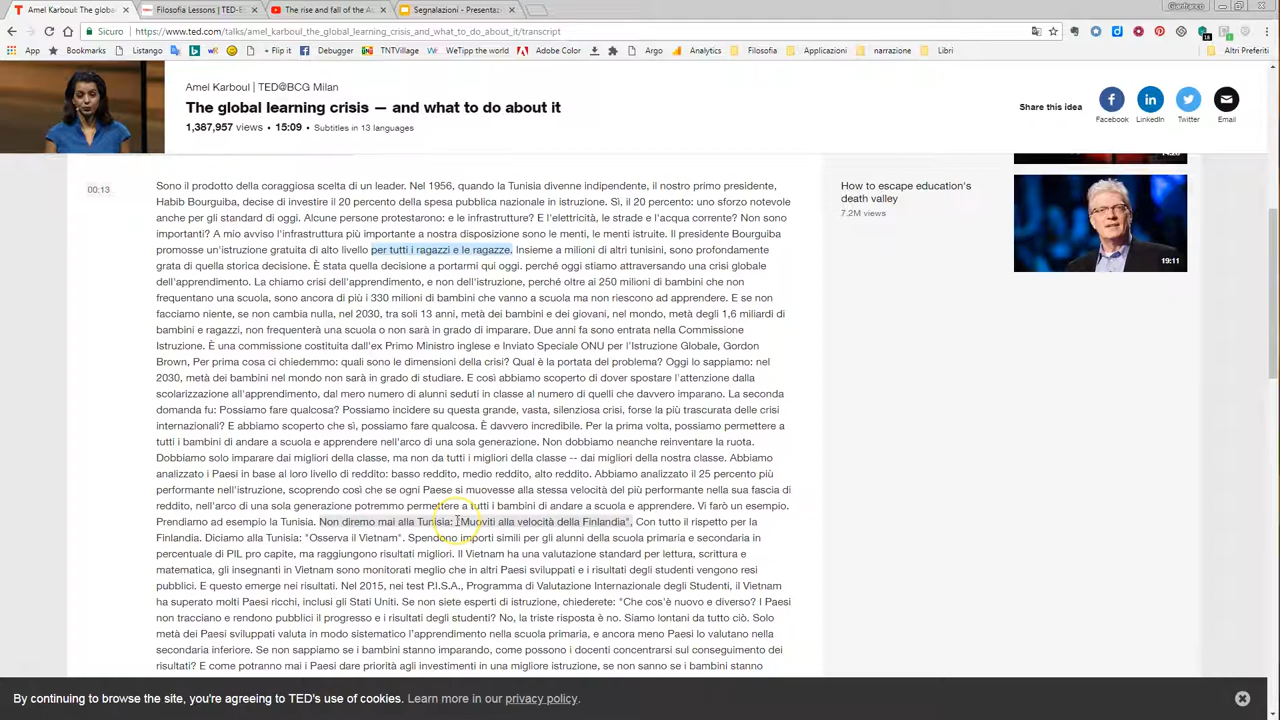 Amel Karboul: The globa
Filosofia Lessons | TED-E
The rise and fall of the A
Segnalazioni - Presentaz
Gianfranco
Sicuro
https://www.ted.com/talks/amel_karboul_the_global_learning_crisis_and_what_to_do_about_it/transcript
Apps
Bookmarks
Listango
+ Flip it
Debugger
TNTVillage
WeTipp the world
Adobe Color
Argo
Analytics
Filosofia
Applicazioni
narrazione
Libri
Altri Preferiti
Amel Karboul | TED@BCG Milan
The global learning crisis — and what to do about it
1,387,957 views • 15:09 Subtitles in 13 languages
Share this idea
Facebook
LinkedIn
Twitter
Email
00:13
Sono il prodotto della coraggiosa scelta di un leader. Nel 1956, quando la Tunisia divenne indipendente, il nostro primo presidente,
Habib Bourguiba, decise di investire il 20 percento della spesa pubblica nazionale in istruzione. Sì, il 20 percento: uno sforzo notevole
anche per gli standard di oggi. Alcune persone protestarono: e le infrastrutture? E l'elettricità, le strade e l'acqua corrente? Non sono
importanti? A mio avviso l'infrastruttura più importante a nostra disposizione sono le menti, le menti istruite. Il presidente Bourguiba
promosse un'istruzione gratuita di alto livello per tutti i ragazzi e le ragazze. Insieme a milioni di altri tunisini, sono profondamente
grata di quella storica decisione. È stata quella decisione a portarmi qui oggi. perché oggi stiamo attraversando una crisi globale
dell'apprendimento. La chiamo crisi dell'apprendimento, e non dell'istruzione, perché oltre ai 250 milioni di bambini che non
frequentano una scuola, sono ancora di più i 330 milioni di bambini che vanno a scuola ma non riescono ad apprendere. E se non
facciamo niente, se non cambia nulla, nel 2030, tra soli 13 anni, metà dei bambini e dei giovani, nel mondo, metà degli 1,6 miliardi di
bambini e ragazzi, non frequenterà una scuola o non sarà in grado di imparare. Due anni fa sono entrata nella Commissione
Istruzione. È una commissione costituita dall'ex Primo Ministro inglese e Inviato Speciale ONU per l'Istruzione Globale, Gordon
Brown, Per prima cosa ci chiedemmo: quali sono le dimensioni della crisi? Qual è la portata del problema? Oggi lo sappiamo: nel
2030, metà dei bambini nel mondo non sarà in grado di studiare. E così abbiamo scoperto di dover spostare l'attenzione dalla
scolarizzazione all'apprendimento, dal mero numero di alunni seduti in classe al numero di quelli che davvero imparano. La seconda
domanda fu: Possiamo fare qualcosa? Possiamo incidere su questa grande, vasta, silenziosa crisi, forse la più trascurata delle crisi
internazionali? E abbiamo scoperto che sì, possiamo fare qualcosa. È davvero incredibile. Per la prima volta, possiamo permettere a
tutti i bambini di andare a scuola e apprendere nell'arco di una sola generazione. Non dobbiamo neanche reinventare la ruota.
Dobbiamo solo imparare dai migliori della classe, ma non da tutti i migliori della classe -- dai migliori della nostra classe. Abbiamo
analizzato i Paesi in base al loro livello di reddito: basso reddito, medio reddito, alto reddito. Abbiamo analizzato il 25 percento più
performante nell'istruzione, scoprendo così che se ogni Paese si muovesse alla stessa velocità del più performante nella sua fascia di
reddito, nell'arco di una sola generazione potremmo permettere a tutti i bambini di andare a scuola e apprendere. Vi farò un esempio.
Prendiamo ad esempio la Tunisia. Non diremo mai alla Tunisia: "Muoviti alla velocità della Finlandia", Con tutto il rispetto per la
Finlandia. Diciamo alla Tunisia: "Osserva il Vietnam". Spendono importi simili per gli alunni della scuola primaria e secondaria in
percentuale di PIL pro capite, ma raggiungono risultati migliori. Il Vietnam ha una valutazione standard per lettura, scrittura e
matematica, gli insegnanti in Vietnam sono monitorati meglio che in altri Paesi sviluppati e i risultati degli studenti vengono resi
pubblici. E questo emerge nei risultati. Nel 2015, nei test P.I.S.A., Programma di Valutazione Internazionale degli Studenti, il Vietnam
ha superato molti Paesi ricchi, inclusi gli Stati Uniti. Se non siete esperti di istruzione, chiederete: "Che cos'è nuovo e diverso? I Paesi
non tracciano e rendono pubblici il progresso e i risultati degli studenti? No, la triste risposta è no. Siamo lontani da tutto ciò. Solo
metà dei Paesi sviluppati valuta in modo sistematico l'apprendimento nella scuola primaria, e ancora meno Paesi lo valutano nella
secondaria inferiore. Se non sappiamo se i bambini stanno imparando, come possono i docenti concentrarsi sul conseguimento dei
risultati? E come potranno mai i Paesi dare priorità agli investimenti in una migliore istruzione, se non sanno se i bambini stanno
How to escape education's
death valley
7.2M views
19:11
By continuing to browse the site, you're agreeing to TED's use of cookies. Learn more in our privacy policy.